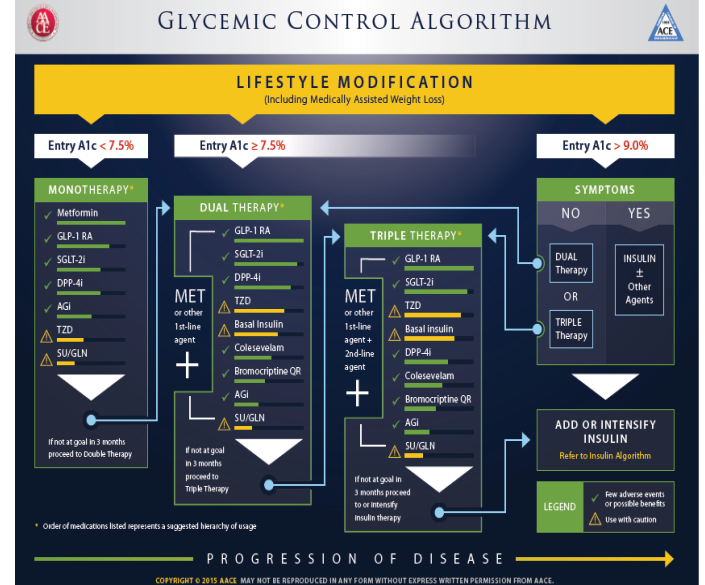 GLYCEMIC CONTROL ALGORITHM
AACE
ACE
LIFESTYLE MODIFICATION
(Including Medically Assisted Weight Loss)
Entry A1c < 7.5%
Entry A1c ≥ 7.5%
Entry A1c > 9.0%
MONOTHERAPY*
Metformin
GLP-1 RA
SGLT-2i
DPP-4i
AGi
TZD
SU/GLN
If not at goal in 3 months
proceed to Double Therapy
DUAL THERAPY*
GLP-1 RA
SGLT-2i
DPP-4i
TZD
Basal Insulin
Colesevelam
Bromocriptine QR
AGi
SU/GLN
MET
or other
1st-line
agent
+
If not at goal
in 3 months
proceed to
Triple Therapy
TRIPLE THERAPY*
GLP-1 RA
SGLT-2i
TZD
Basal insulin
DPP-4i
Colesevelam
Bromocriptine QR
AGi
SU/GLN
MET
or other
1st-line
agent +
2nd-line
agent
+
If not at goal in
3 months proceed
to or intensify
insulin therapy
SYMPTOMS
NO
YES
DUAL
Therapy
OR
TRIPLE
Therapy
INSULIN
±
Other
Agents
ADD OR INTENSIFY
INSULIN
Refer to Insulin Algorithm
LEGEND
Few adverse events
or possible benefits
Use with caution
* Order of medications listed represents a suggested hierarchy of usage
PROGRESSION OF DISEASE
COPYRIGHT © 2015 AACE MAY NOT BE REPRODUCED IN ANY FORM WITHOUT EXPRESS WRITTEN PERMISSION FROM AACE.